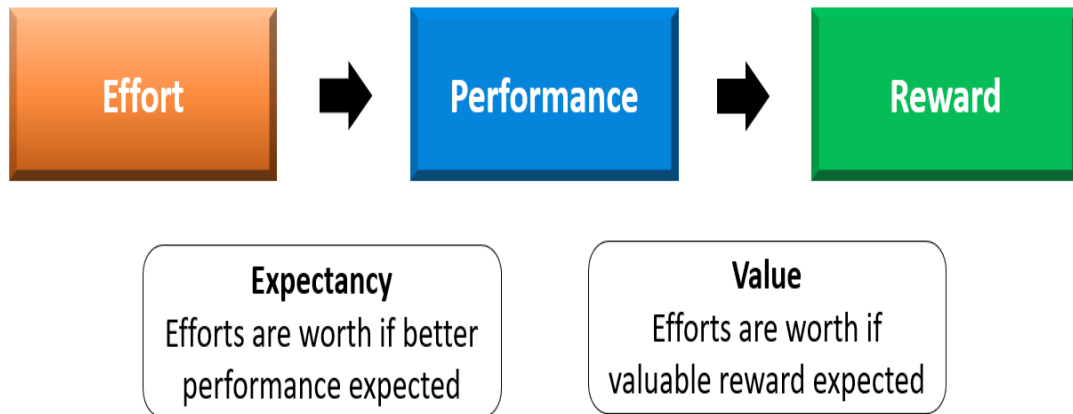 Effort
Performance
Reward
Expectancy
Efforts are worth if better
performance expected
Value
Efforts are worth if
valuable reward expected